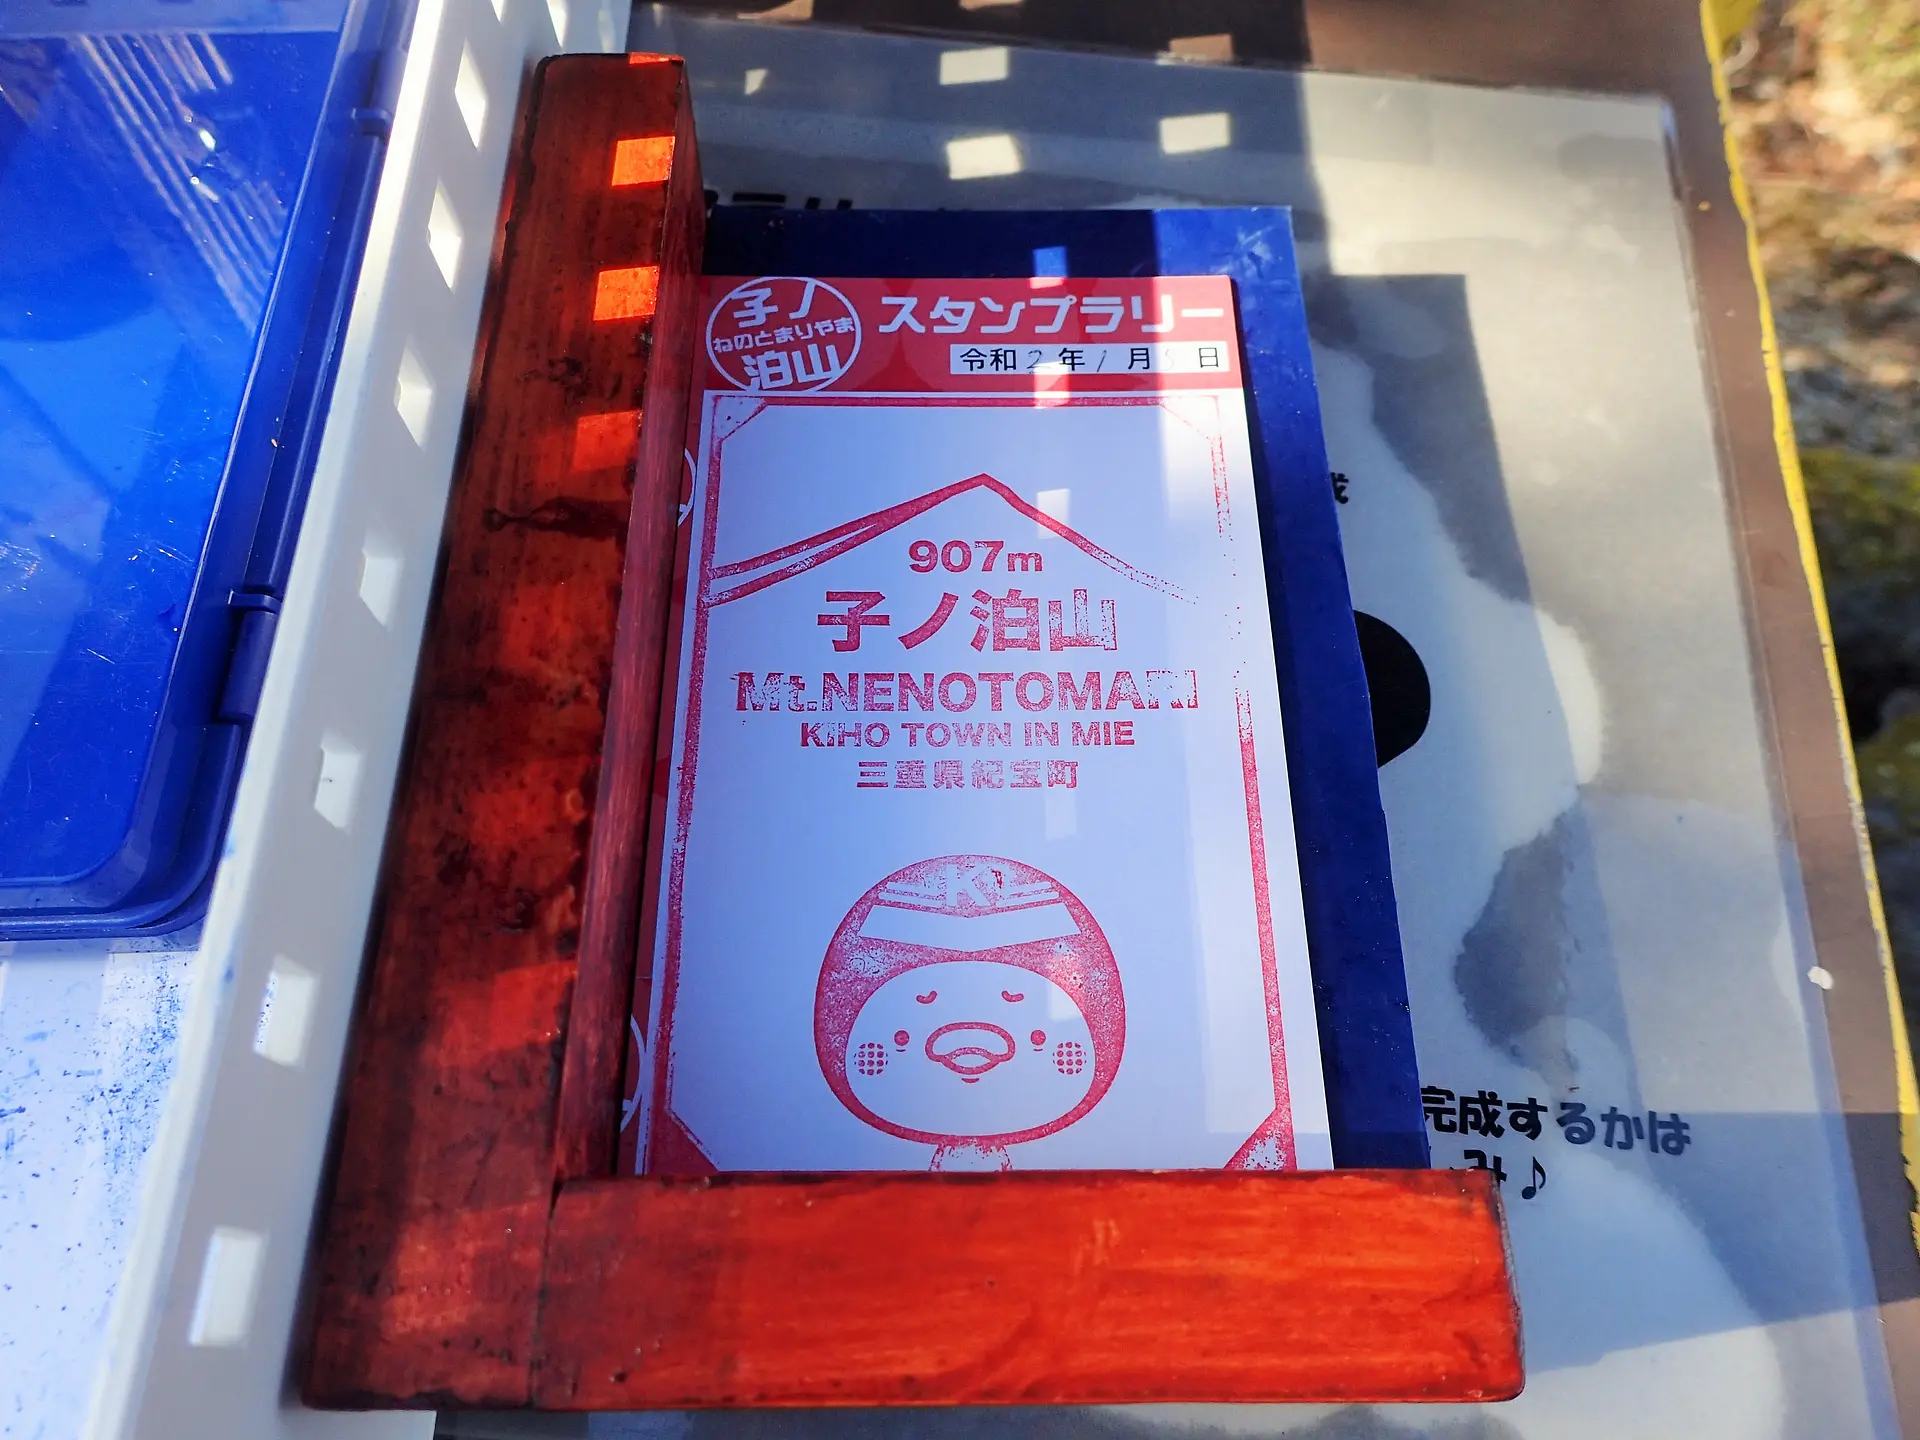 子ノ
ねのとまりやま
泊山
スタンプラリー
令和2年1月5日
907m
子ノ泊山
Mt.NENOTOMARI
KIHO TOWN IN MIE
三重県紀宝町
K
完成するかは
み♪